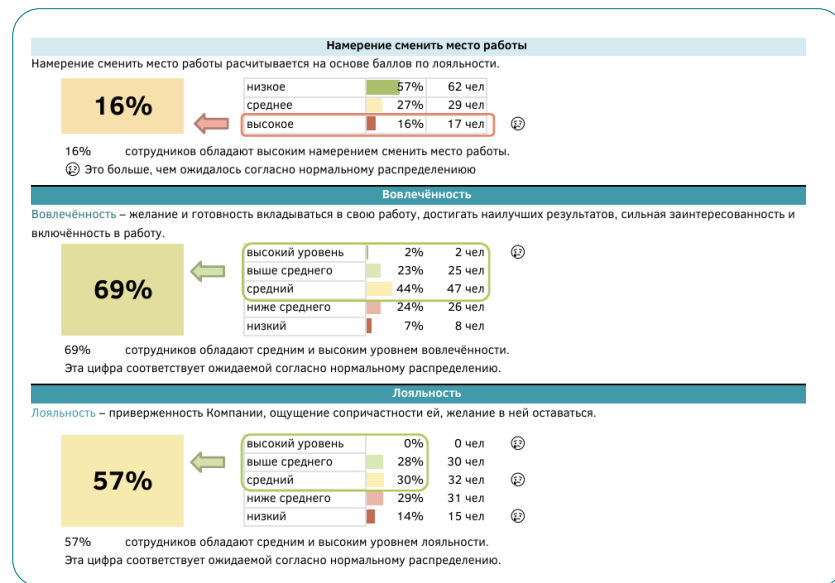 Намерение сменить место работы
Намерение сменить место работы расчитывается на основе баллов по лояльности.
16%
низкое 57% 62 чел
среднее 27% 29 чел
высокое 16% 17 чел
16% сотрудников обладают высоким намерением сменить место работы.
Это больше, чем ожидалось согласно нормальному распределениюю
Вовлечённость
Вовлечённость – желание и готовность вкладываться в свою работу, достигать наилучших результатов, сильная заинтересованность и
включённость в работу.
69%
высокий уровень 2% 2 чел
выше среднего 23% 25 чел
средний 44% 47 чел
ниже среднего 24% 26 чел
низкий 7% 8 чел
69% сотрудников обладают средним и высоким уровнем вовлечённости.
Эта цифра соответствует ожидаемой согласно нормальному распределению.
Лояльность
Лояльность – приверженность Компании, ощущение сопричастности ей, желание в ней оставаться.
57%
высокий уровень 0% 0 чел
выше среднего 28% 30 чел
средний 30% 32 чел
ниже среднего 29% 31 чел
низкий 14% 15 чел
57% сотрудников обладают средним и высоким уровнем лояльности.
Эта цифра соответствует ожидаемой согласно нормальному распределению.